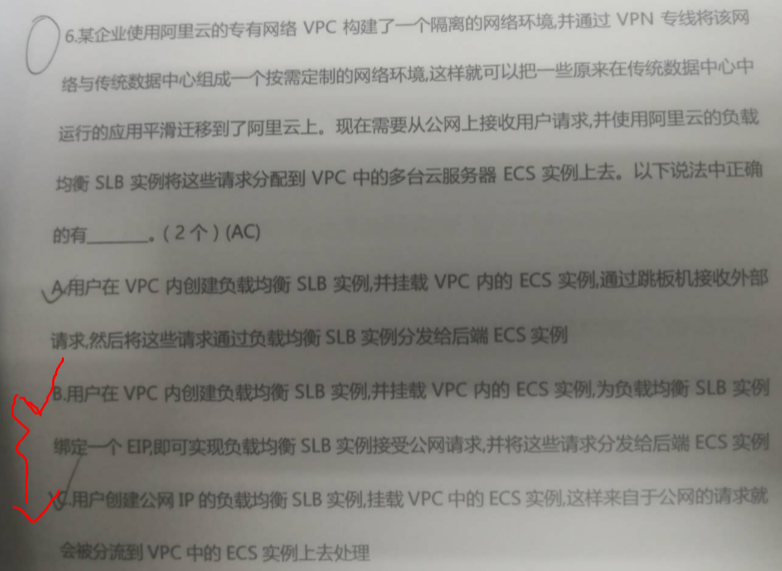 6.某企业使用阿里云的专有网络 VPC 构建了一个隔离的网络环境,并通过 VPN 专线将该网
络与传统数据中心组成一个按需定制的网络环境,这样就可以把一些原来在传统数据中心中
运行的应用平滑迁移到了阿里云上。现在需要从公网上接收用户请求,并使用阿里云的负载
均衡 SLB 实例将这些请求分配到 VPC 中的多台云服务器 ECS 实例上去。以下说法中正确
的有______。( 2 个 ) (AC)
A.用户在 VPC 内创建负载均衡 SLB 实例,并挂载 VPC 内的 ECS 实例,通过跳板机接收外部
请求,然后将这些请求通过负载均衡 SLB 实例分发给后端 ECS 实例
B.用户在 VPC 内创建负载均衡 SLB 实例,并挂载 VPC 内的 ECS 实例,为负载均衡 SLB 实例
绑定一个 EIP,即可实现负载均衡 SLB 实例接受公网请求,并将这些请求分发给后端 ECS 实例
C.用户创建公网 IP 的负载均衡 SLB 实例,挂载 VPC 中的 ECS 实例,这样来自于公网的请求就
会被分流到 VPC 中的 ECS 实例上去处理